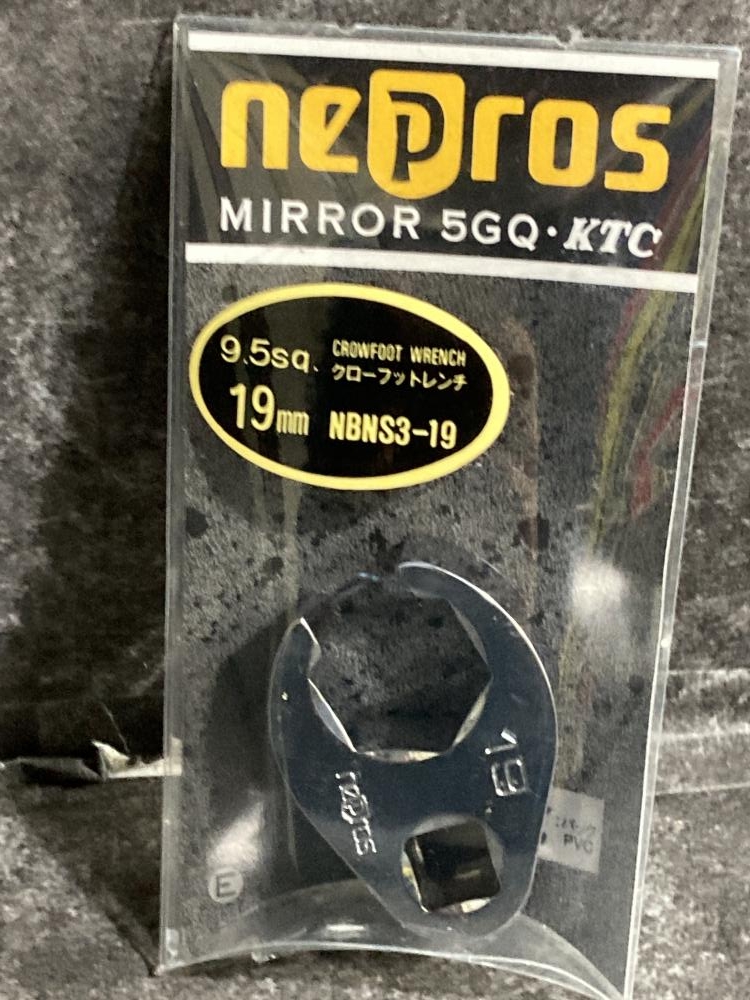 nepros
MIRROR 5GQ・KTC
9.5sq. CROWFOOT WRENCH
クローフットレンチ
19mm NBNS3-19
19
nepros
PVC
E